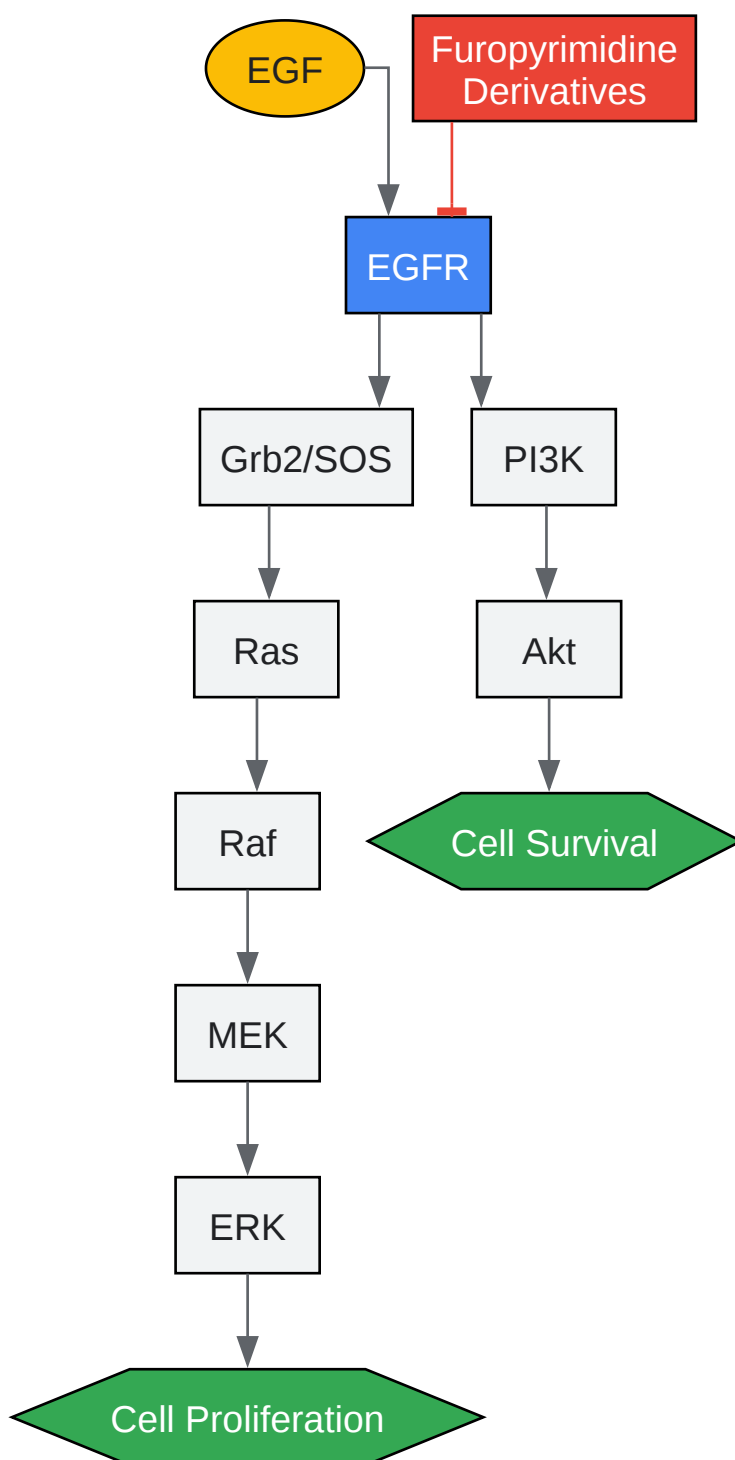 EGF
Furopyrimidine
Derivatives
EGFR
Grb2/SOS
PI3K
Ras
Akt
Raf
Cell Survival
MEK
ERK
Cell Proliferation